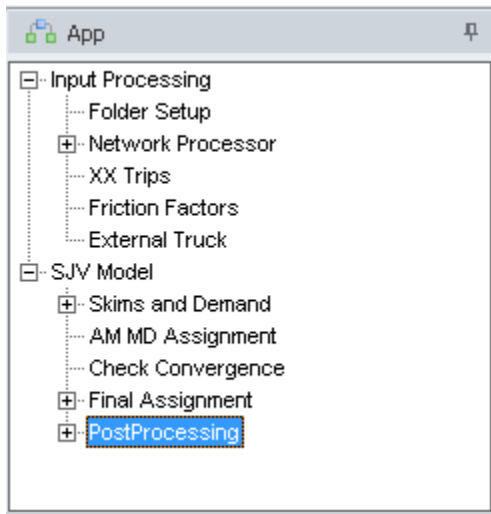 App
Input Processing
Folder Setup
Network Processor
XX Trips
Friction Factors
External Truck
SJV Model
Skims and Demand
AM MD Assignment
Check Convergence
Final Assignment
PostProcessing